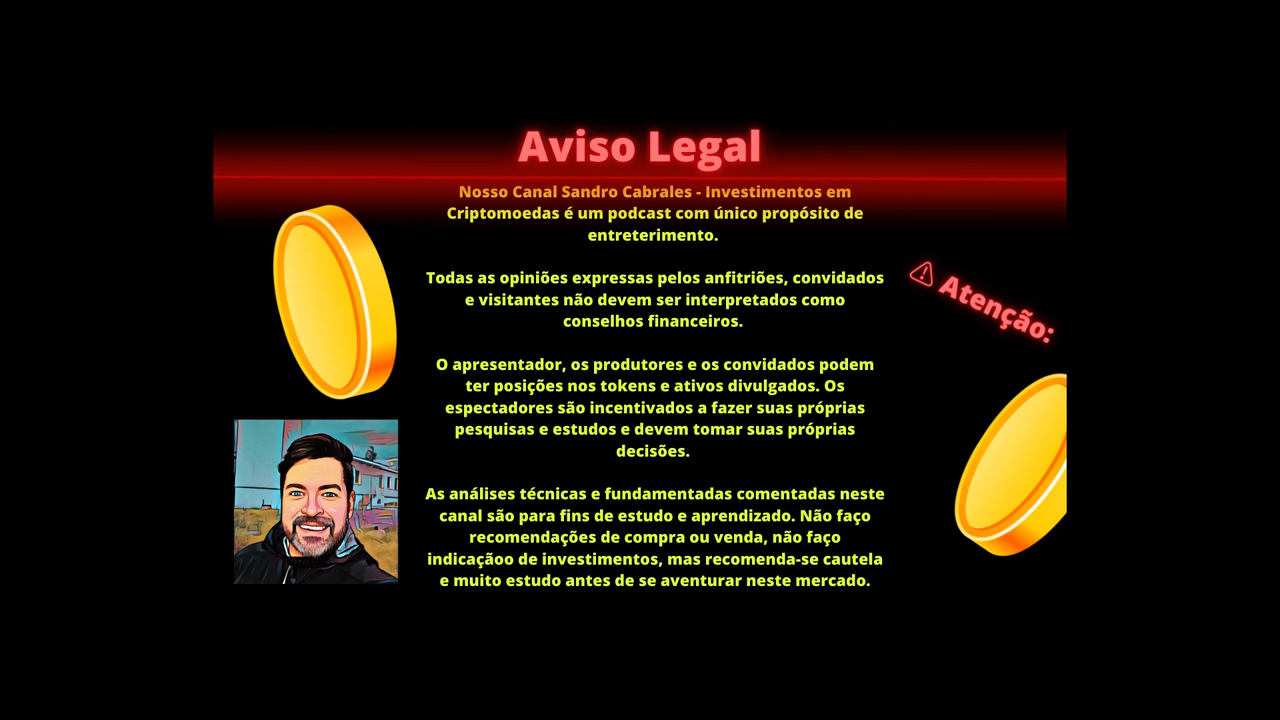 Aviso Legal
Nosso Canal Sandro Cabrales - Investimentos em
Criptomoedas é um podcast com único propósito de
entreterimento.
Todas as opiniões expressas pelos anfitriões, convidados
e visitantes não devem ser interpretados como
conselhos financeiros.
O apresentador, os produtores e os convidados podem
ter posições nos tokens e ativos divulgados. Os
espectadores são incentivados a fazer suas próprias
pesquisas e estudos e devem tomar suas próprias
decisões.
As análises técnicas e fundamentadas comentadas neste
canal são para fins de estudo e aprendizado. Não faço
recomendações de compra ou venda, não faço
indicaçãoo de investimentos, mas recomenda-se cautela
e muito estudo antes de se aventurar neste mercado.
⚠ Atenção: